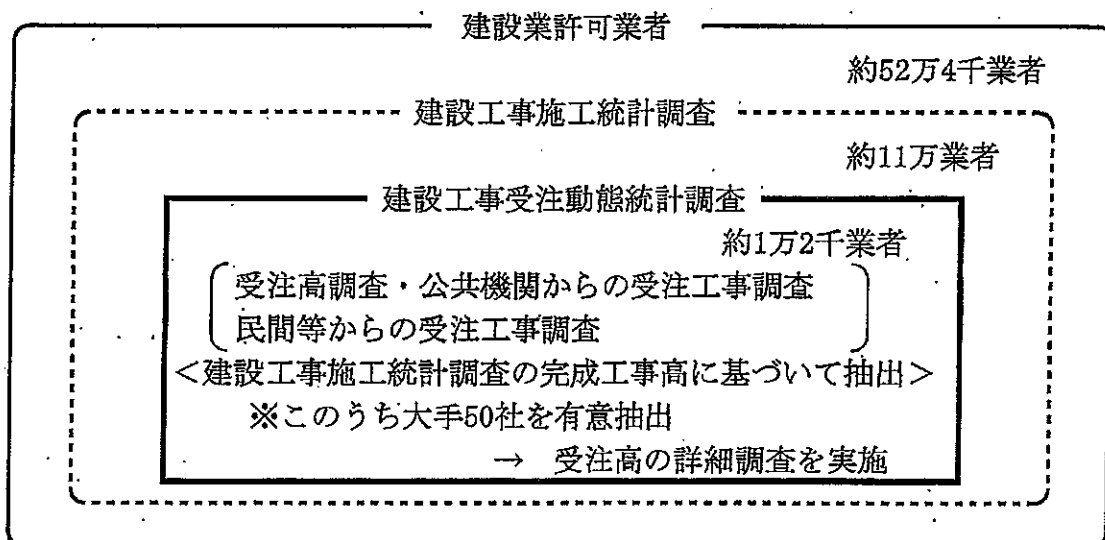 建設業許可業者
約52万4千業者
建設工事施工統計調査
約11万業者
建設工事受注動態統計調査
約1万2千業者
受注高調査・公共機関からの受注工事調査
民間等からの受注工事調査
<建設工事施工統計調査の完成工事高に基づいて抽出>
※このうち大手50社を有意抽出
→ 受注高の詳細調査を実施